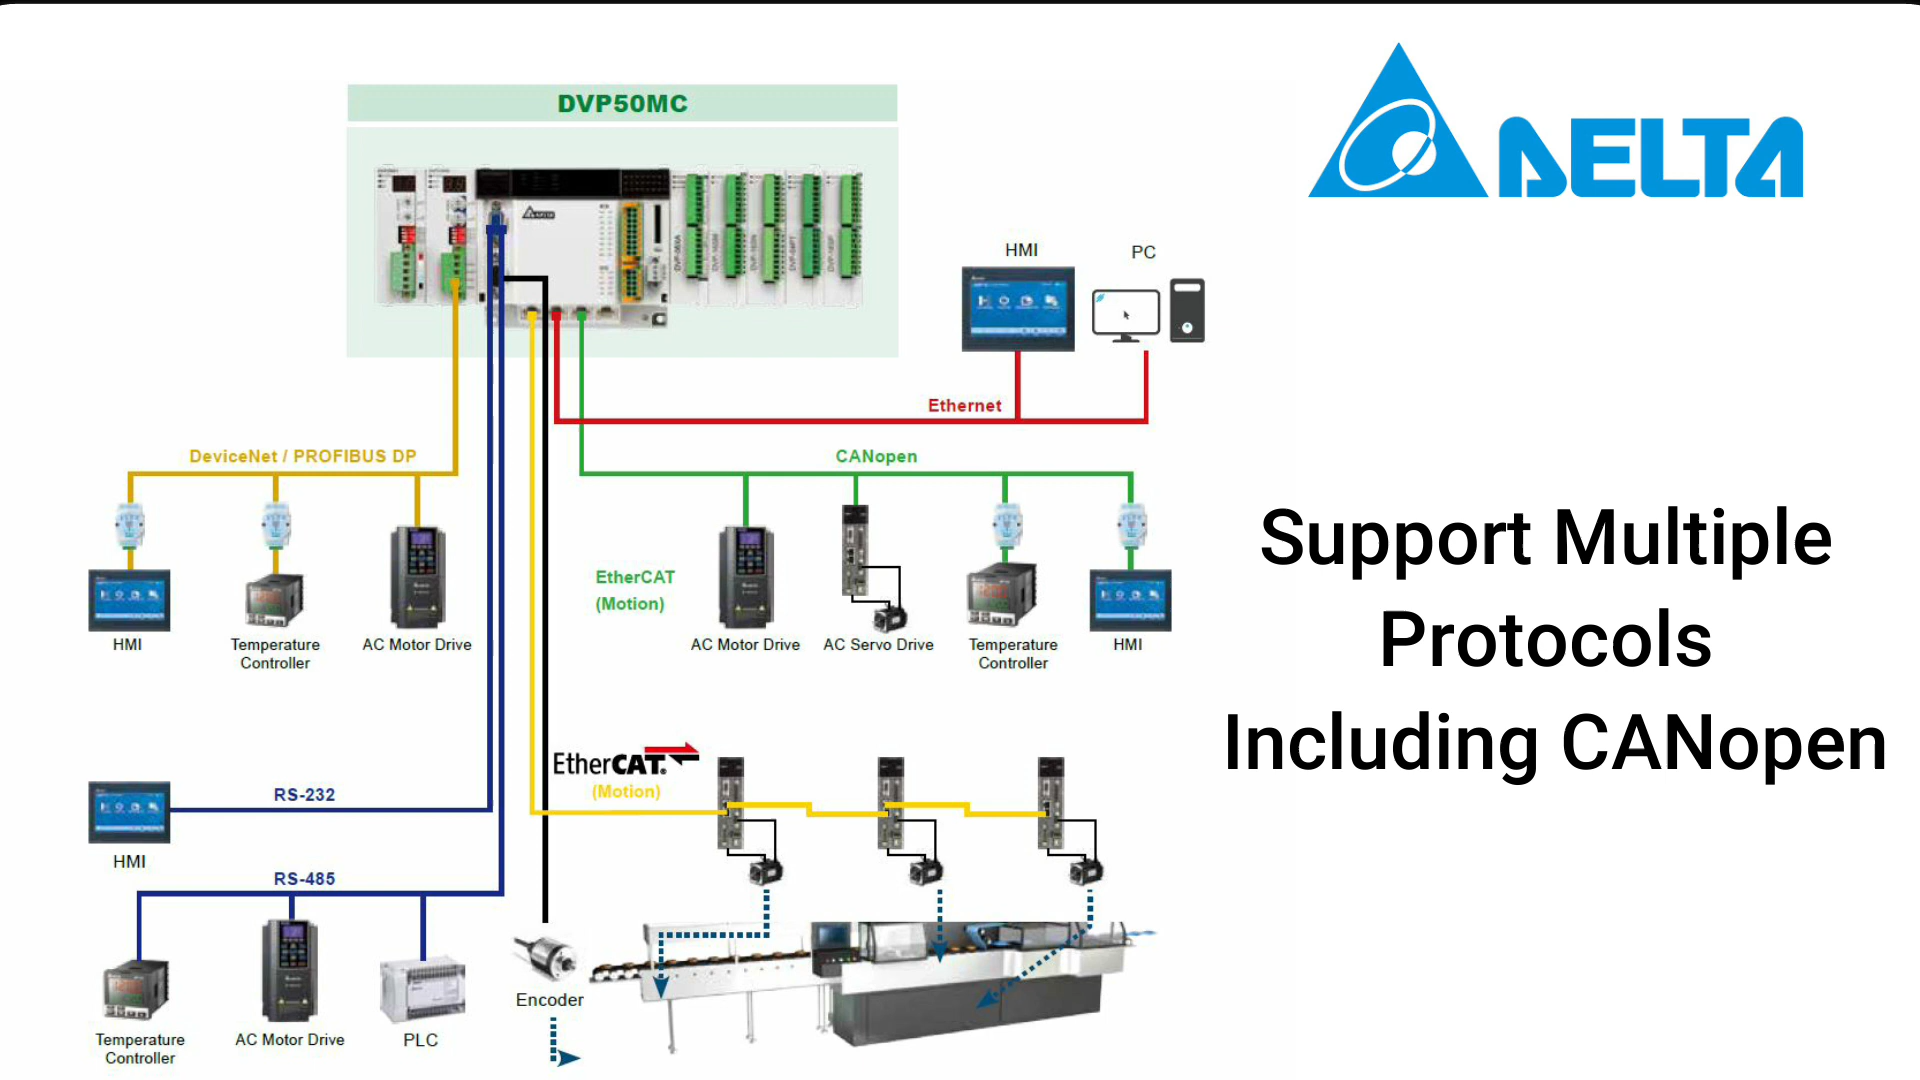 DVP50MC
DELTA
DELTA
HMI
PC
Ethernet
DeviceNet / PROFIBUS DP
CANopen
EtherCAT
(Motion)
HMI
Temperature
Controller
AC Motor Drive
AC Motor Drive
AC Servo Drive
Temperature
Controller
HMI
Support Multiple
Protocols
Including CANopen
EtherCAT®
(Motion)
RS-232
HMI
RS-485
Encoder
Temperature
Controller
AC Motor Drive
PLC